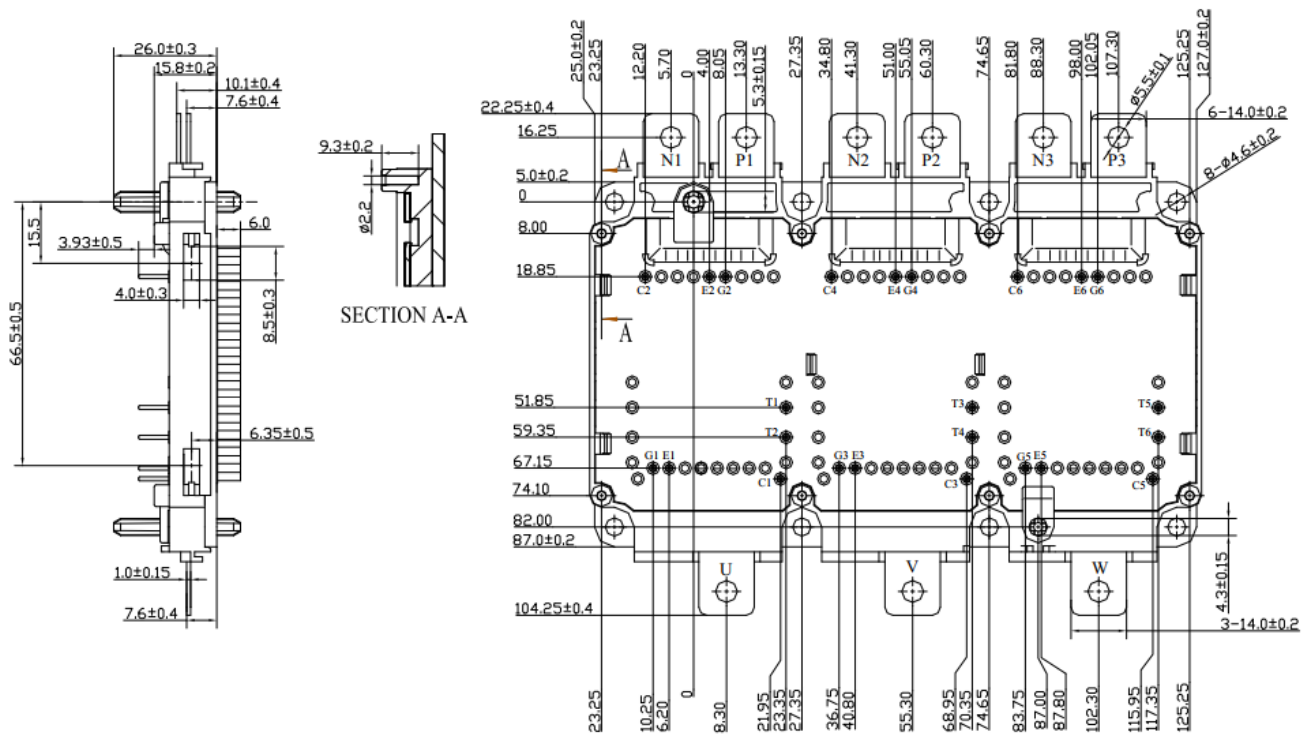 26.0±0.3
15.8±0.2
10.1±0.4
7.6±0.4
15.5
3.93±0.5
6.0
4.0±0.3
8.5±0.3
66.5±0.5
6.35±0.5
1.0±0.15
7.6±0.4
9.3±0.2
ø2.2
SECTION A-A
25.0±0.2
23.25
12.20
5.70
0
4.00
8.05
13.30
5.3±0.15
27.35
34.80
41.30
51.00
55.05
60.30
74.65
81.80
88.30
98.00
102.05
107.30
ø5.5±0.1
125.25
127.0±0.2
6-14.0±0.2
8-ø4.6±0.2
22.25±0.4
16.25
5.0±0.2
0
8.00
18.85
51.85
59.35
67.15
74.10
82.00
87.0±0.2
104.25±0.4
A
A
N1
P1
N2
P2
N3
P3
C2
E2
G2
C4
E4
G4
C6
E6
G6
T1
T3
T5
T2
T4
T6
G1
E1
G3
E3
G5
E5
C1
C3
C5
U
V
W
4.3±0.15
3-14.0±0.2
23.25
10.25
6.20
8.30
0
21.95
23.35
27.35
36.75
40.80
55.30
68.95
70.35
74.65
83.75
87.00
87.80
102.30
115.95
117.35
125.25